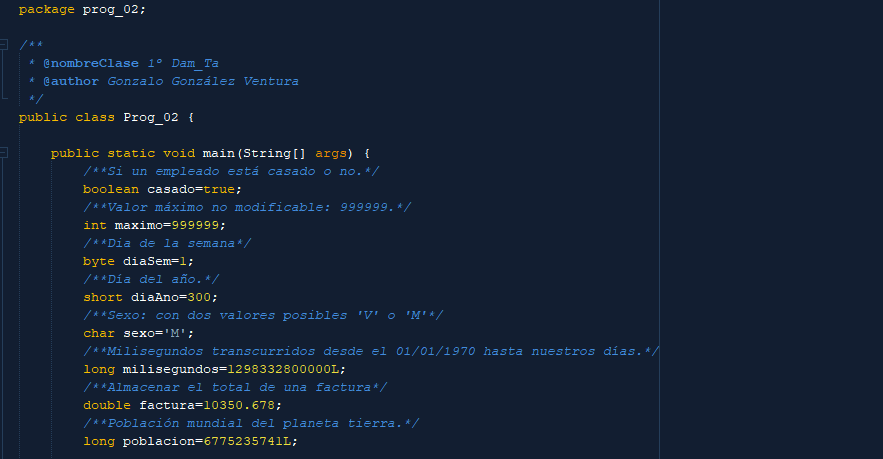 package prog_02;
/**
* @nombreClase 1º Dam_Ta
* @author Gonzalo González Ventura
*/
public class Prog_02 {
public static void main(String[] args) {
/**Si un empleado está casado o no.*/
boolean casado=true;
/**Valor máximo no modificable: 999999.*/
int maximo=999999;
/**Dia de la semana*/
byte diaSem=1;
/**Día del año.*/
short diaAno=300;
/**Sexo: con dos valores posibles 'V' o 'M'*/
char sexo='M';
/**Milisegundos transcurridos desde el 01/01/1970 hasta nuestros días.*/
long milisegundos=1298332800000L;
/**Almacenar el total de una factura*/
double factura=10350.678;
/**Población mundial del planeta tierra.*/
long poblacion=6775235741L;